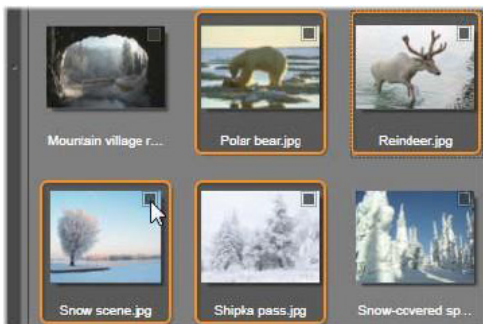 Mountain village r...
Polar bear.jpg
Reindeer.jpg
Snow scene.jpg
Shipka pass.jpg
Snow-covered sp...